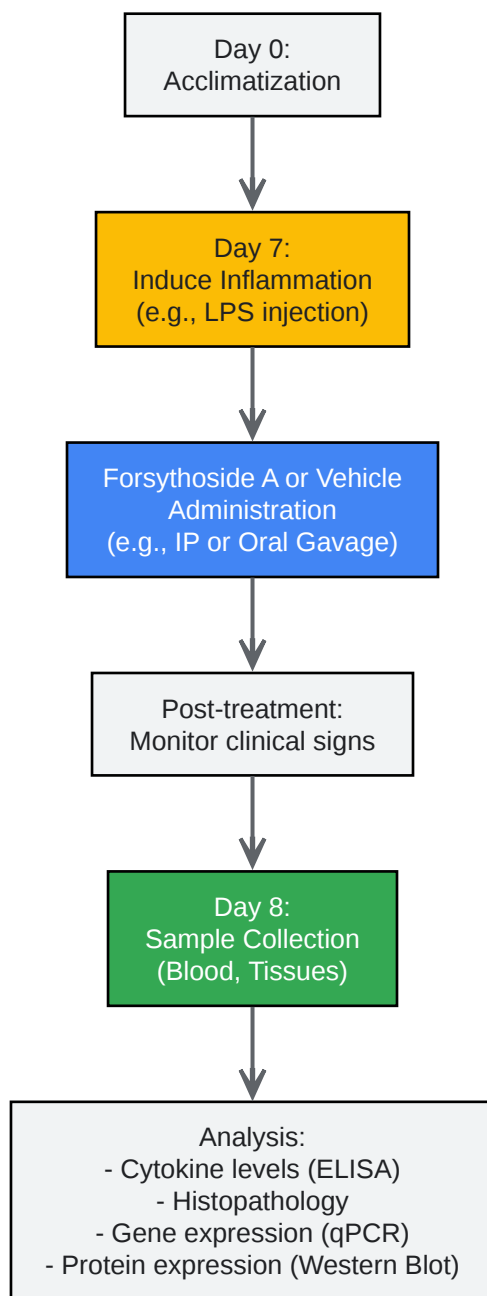 Day 0:
Acclimatization
Day 7:
Induce Inflammation
(e.g., LPS injection)
Forsythoside A or Vehicle
Administration
(e.g., IP or Oral Gavage)
Post-treatment:
Monitor clinical signs
Day 8:
Sample Collection
(Blood, Tissues)
Analysis:
- Cytokine levels (ELISA)
- Histopathology
- Gene expression (qPCR)
- Protein expression (Western Blot)